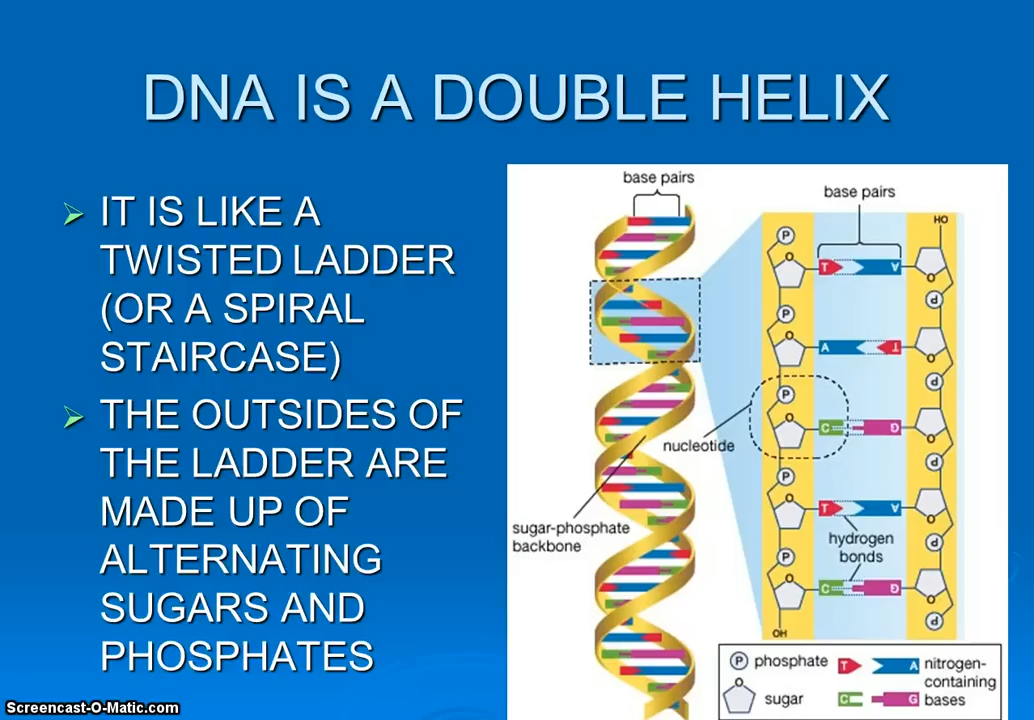 DNA IS A DOUBLE HELIX
IT IS LIKE A
TWISTED LADDER
(OR A SPIRAL
STAIRCASE)
THE OUTSIDES OF
THE LADDER ARE
MADE UP OF
ALTERNATING
SUGARS AND
PHOSPHATES
base pairs
sugar-phosphate
backbone
base pairs
HO
P
O
T A
O
P
P
O
A T
O
P
P
O
C G
O
P
nucleotide
P
O
T A
O
P
hydrogen
bonds
P
O
C G
O
P
OH
P phosphate
sugar
T A
C G
nitrogen-
containing
bases
Screencast-O-Matic.com